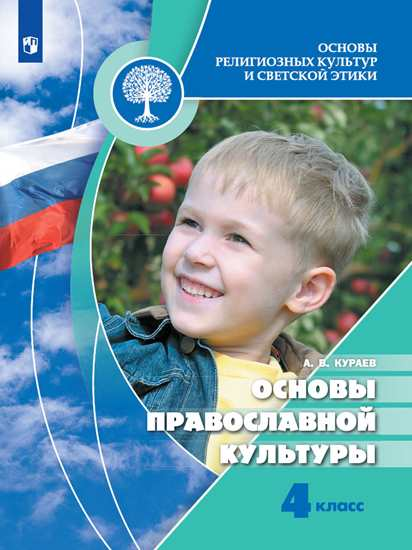 ОСНОВЫ
РЕЛИГИОЗНЫХ КУЛЬТУР
И СВЕТСКОЙ ЭТИКИ
А. В. КУРАЕВ
ОСНОВЫ
ПРАВОСЛАВНОЙ
КУЛЬТУРЫ
4 класс